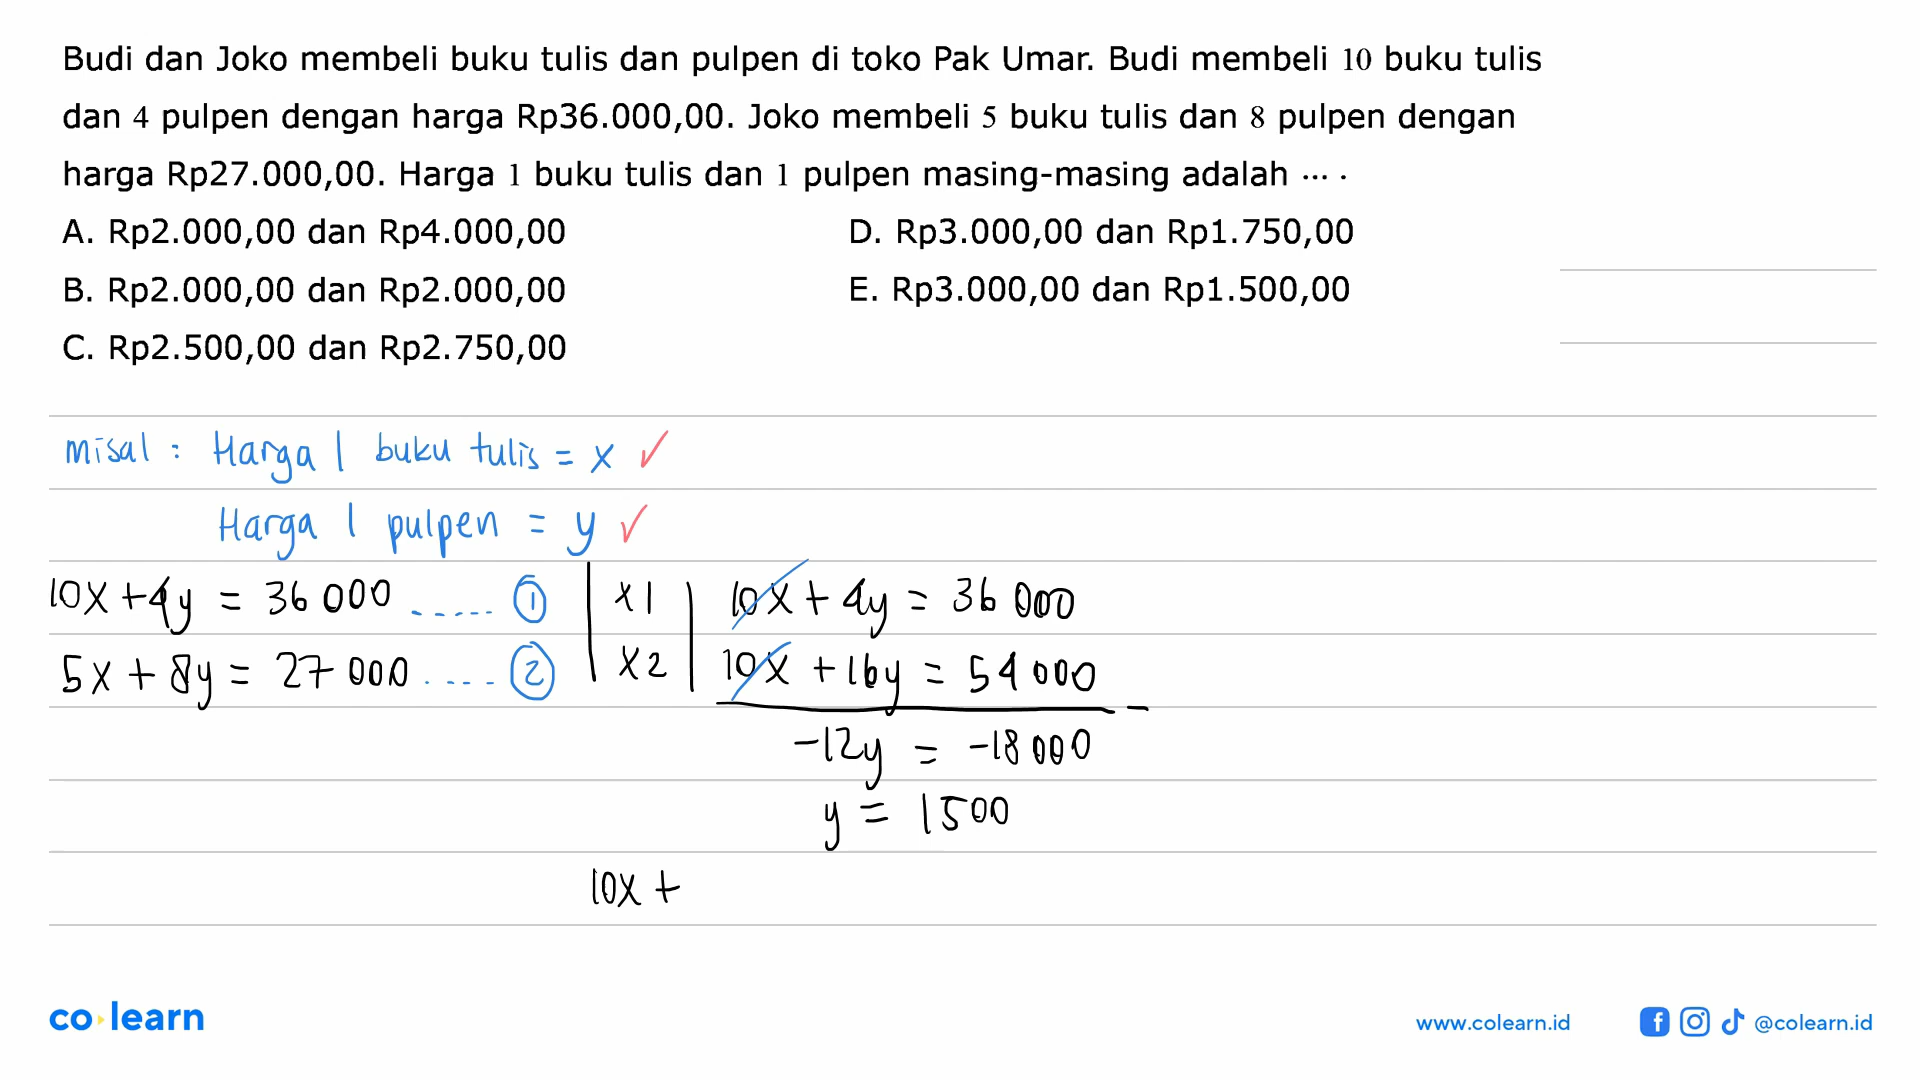 Budi dan Joko membeli buku tulis dan pulpen di toko Pak Umar. Budi membeli 10 buku tulis
dan 4 pulpen dengan harga Rp36.000,00. Joko membeli 5 buku tulis dan 8 pulpen dengan
harga Rp27.000,00. Harga 1 buku tulis dan 1 pulpen masing-masing adalah ... .
A. Rp2.000,00 dan Rp4.000,00
B. Rp2.000,00 dan Rp2.000,00
C. Rp2.500,00 dan Rp2.750,00
D. Rp3.000,00 dan Rp1.750,00
E. Rp3.000,00 dan Rp1.500,00
misal : Harga 1 buku tulis = x ✓
Harga 1 pulpen = y ✓
10x + 4y = 36 000 ..... ① | x1 | 10x + 4y = 36 000
5x + 8y = 27 000 ..... ② | x2 | 10x + 16y = 54 000 –
-12y = -18 000
y = 1500
10x +
co learn
www.colearn.id
@colearn.id